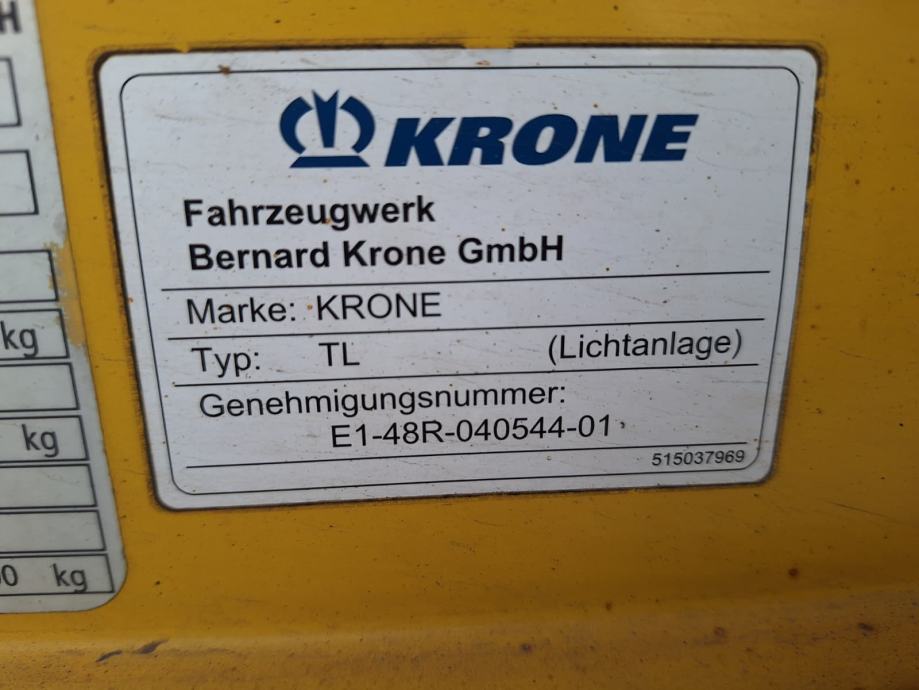 H
kg
kg
0 kg
KRONE
Fahrzeugwerk
Bernard Krone GmbH
Marke: KRONE
Typ: TL (Lichtanlage)
Genehmigungsnummer:
E1-48R-040544-01
515037969